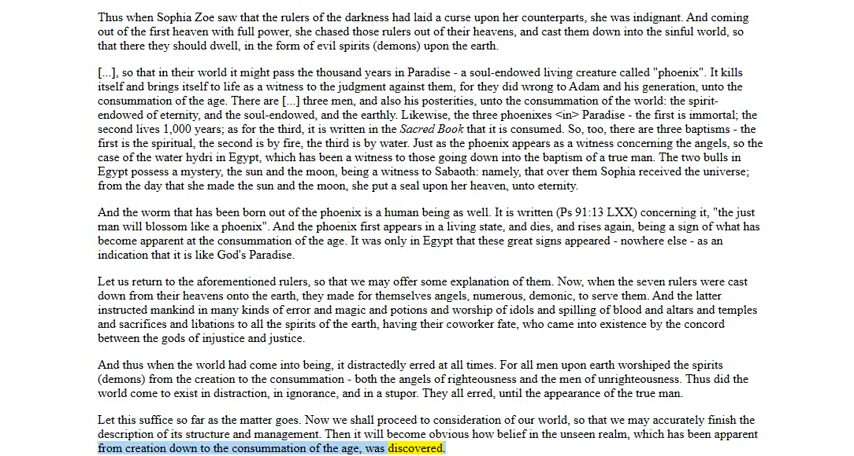 Thus when Sophia Zoe saw that the rulers of the darkness had laid a curse upon her counterparts, she was indignant. And coming
out of the first heaven with full power, she chased those rulers out of their heavens, and cast them down into the sinful world, so
that there they should dwell, in the form of evil spirits (demons) upon the earth.
[...], so that in their world it might pass the thousand years in Paradise - a soul-endowed living creature called "phoenix". It kills
itself and brings itself to life as a witness to the judgment against them, for they did wrong to Adam and his generation, unto the
consummation of the age. There are [...] three men, and also his posterities, unto the consummation of the world: the spirit-
endowed of eternity, and the soul-endowed, and the earthly. Likewise, the three phoenixes <in> Paradise - the first is immortal; the
second lives 1,000 years; as for the third, it is written in the Sacred Book that it is consumed. So, too, there are three baptisms - the
first is the spiritual, the second is by fire, the third is by water. Just as the phoenix appears as a witness concerning the angels, so the
case of the water hydri in Egypt, which has been a witness to those going down into the baptism of a true man. The two bulls in
Egypt possess a mystery, the sun and the moon, being a witness to Sabaoth: namely, that over them Sophia received the universe;
from the day that she made the sun and the moon, she put a seal upon her heaven, unto eternity.
And the worm that has been born out of the phoenix is a human being as well. It is written (Ps 91:13 LXX) concerning it, "the just
man will blossom like a phoenix". And the phoenix first appears in a living state, and dies, and rises again, being a sign of what has
become apparent at the consummation of the age. It was only in Egypt that these great signs appeared - nowhere else - as an
indication that it is like God's Paradise.
Let us return to the aforementioned rulers, so that we may offer some explanation of them. Now, when the seven rulers were cast
down from their heavens onto the earth, they made for themselves angels, numerous, demonic, to serve them. And the latter
instructed mankind in many kinds of error and magic and potions and worship of idols and spilling of blood and altars and temples
and sacrifices and libations to all the spirits of the earth, having their coworker fate, who came into existence by the concord
between the gods of injustice and justice.
And thus when the world had come into being, it distractedly erred at all times. For all men upon earth worshiped the spirits
(demons) from the creation to the consummation - both the angels of righteousness and the men of unrighteousness. Thus did the
world come to exist in distraction, in ignorance, and in a stupor. They all erred, until the appearance of the true man.
Let this suffice so far as the matter goes. Now we shall proceed to consideration of our world, so that we may accurately finish the
description of its structure and management. Then it will become obvious how belief in the unseen realm, which has been apparent
from creation down to the consummation of the age, was discovered.